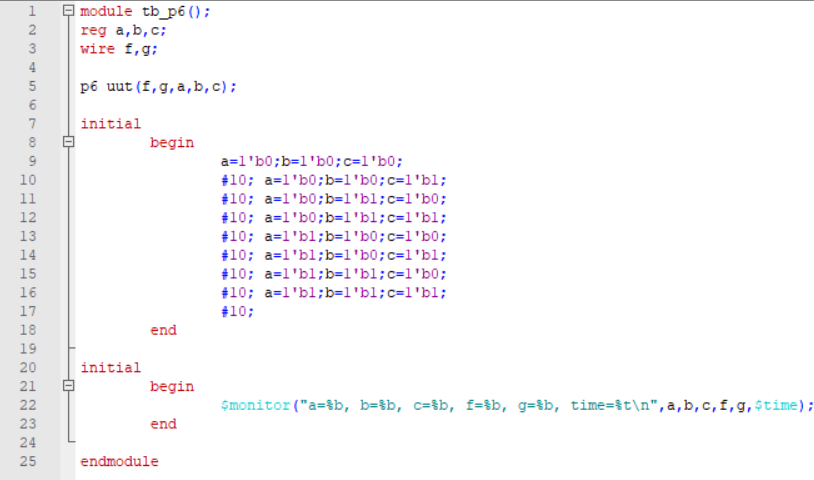 1 module tb_p6();
2 reg a,b,c;
3 wire f,g;
4
5 p6 uut(f,g,a,b,c);
6
7 initial
8 begin
9 a=1'b0;b=1'b0;c=1'b0;
10 #10; a=1'b0;b=1'b0;c=1'b1;
11 #10; a=1'b0;b=1'b1;c=1'b0;
12 #10; a=1'b0;b=1'b1;c=1'b1;
13 #10; a=1'b1;b=1'b0;c=1'b0;
14 #10; a=1'b1;b=1'b0;c=1'b1;
15 #10; a=1'b1;b=1'b1;c=1'b0;
16 #10; a=1'b1;b=1'b1;c=1'b1;
17 #10;
18 end
19
20 initial
21 begin
22 $monitor("a=%b, b=%b, c=%b, f=%b, g=%b, time=%t\n",a,b,c,f,g,$time);
23 end
24
25 endmodule